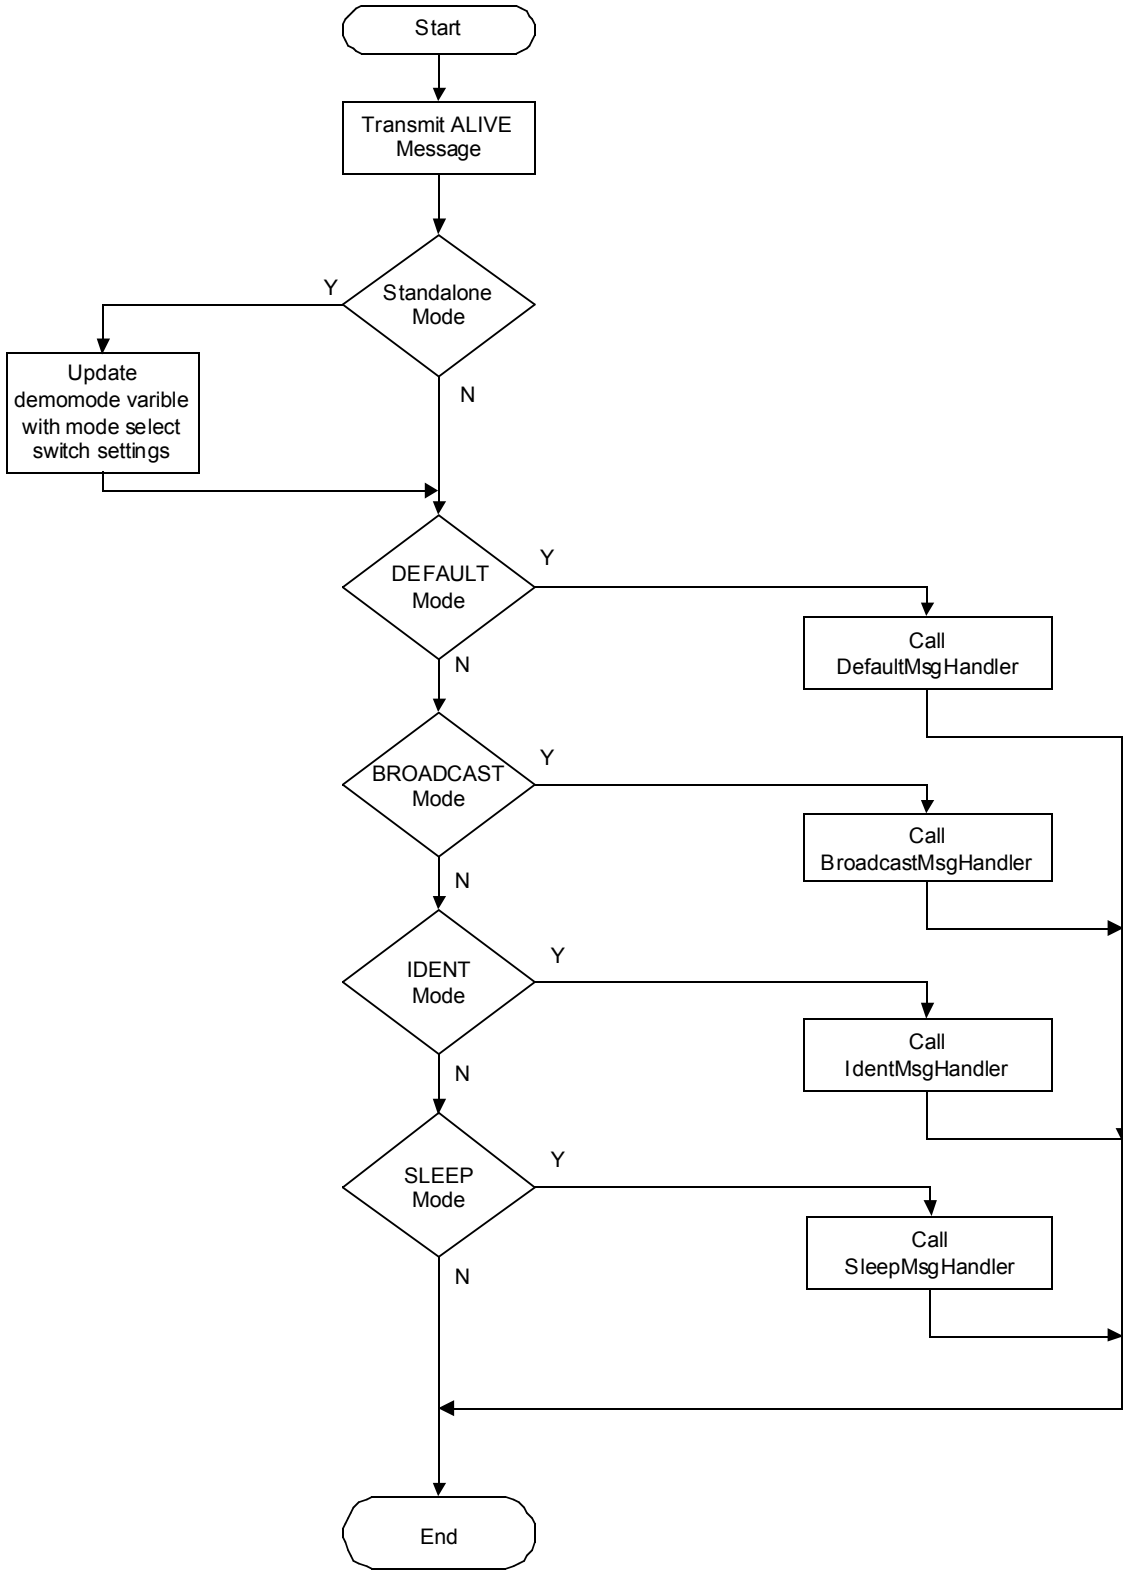 Start
Transmit ALIVE
Message
Y
Standalone
Mode
N
Update
demomode varible
with mode select
switch settings
DEFAULT
Mode
Y
N
Call
DefaultMsgHandler
BROADCAST
Mode
Y
N
Call
BroadcastMsgHandler
IDENT
Mode
Y
N
Call
IdentMsgHandler
SLEEP
Mode
Y
N
Call
SleepMsgHandler
End